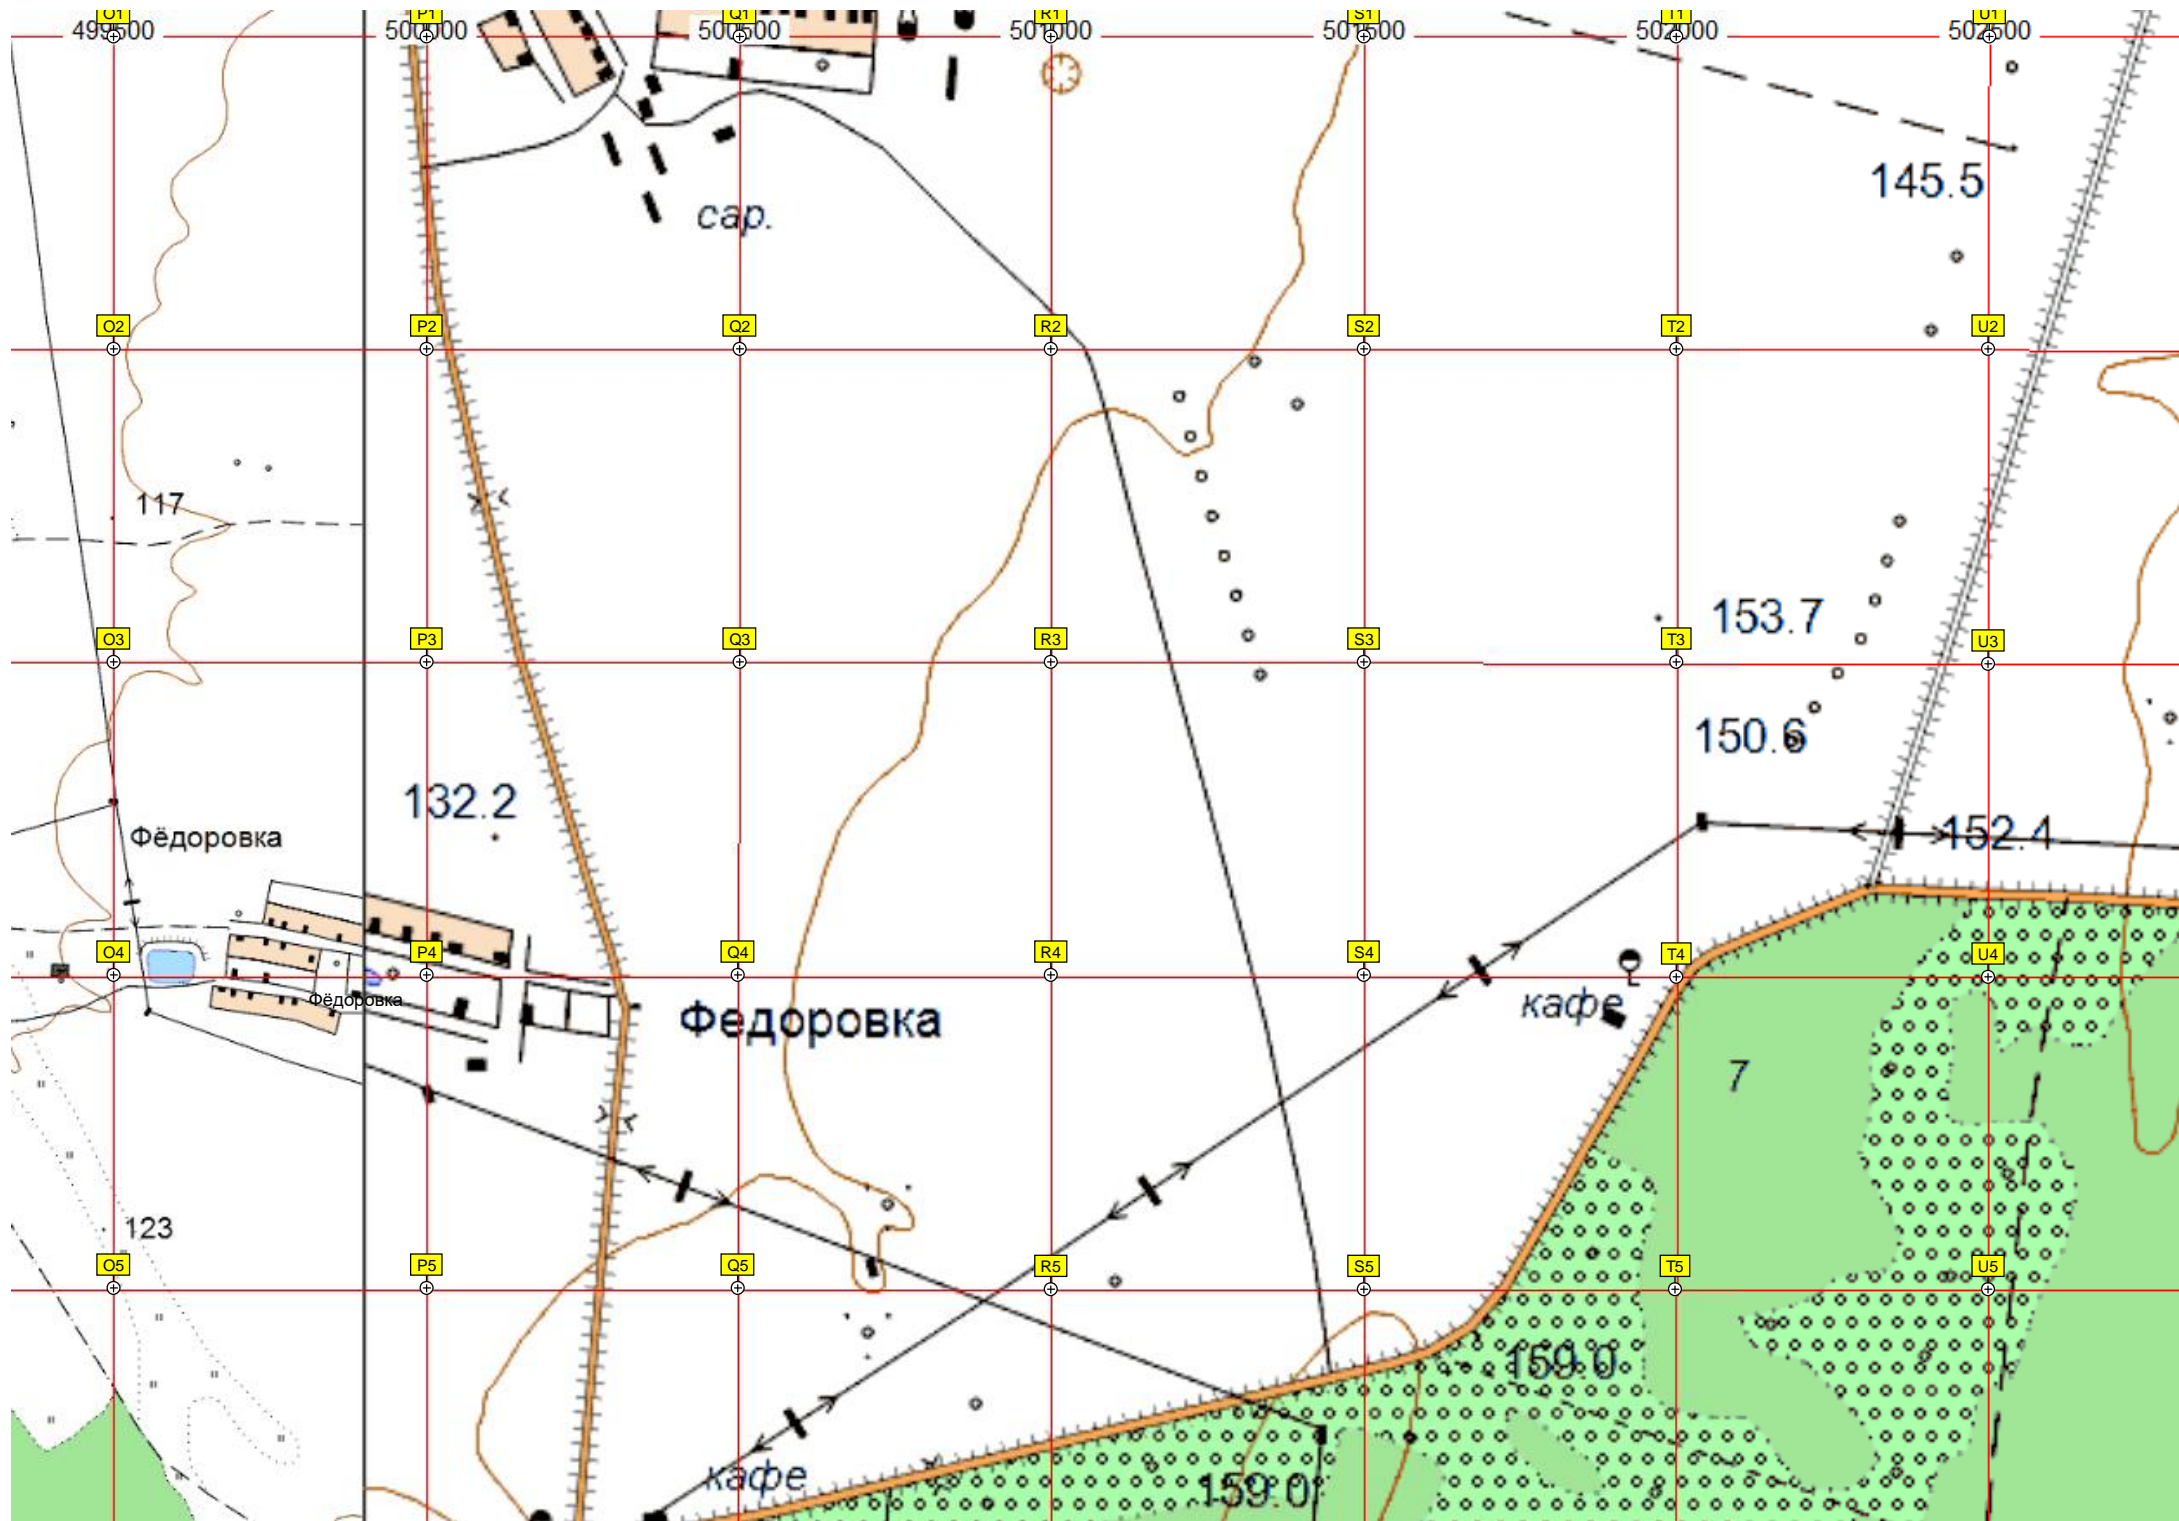 O1 P1 Q1 R1 S1 T1 U1
499500 500000 500500 501000 501500 502000 502500
145.5
сар.
O2 P2 Q2 R2 S2 T2 U2
117
153.7
O3 P3 Q3 R3 S3 T3 U3
150.6
132.2
Фёдоровка
152.4
O4 P4 Q4 R4 S4 T4 U4
Фёдоровка
кафе
Федоровка
7
123
O5 P5 Q5 R5 S5 T5 U5
159.0
кафе
159.0